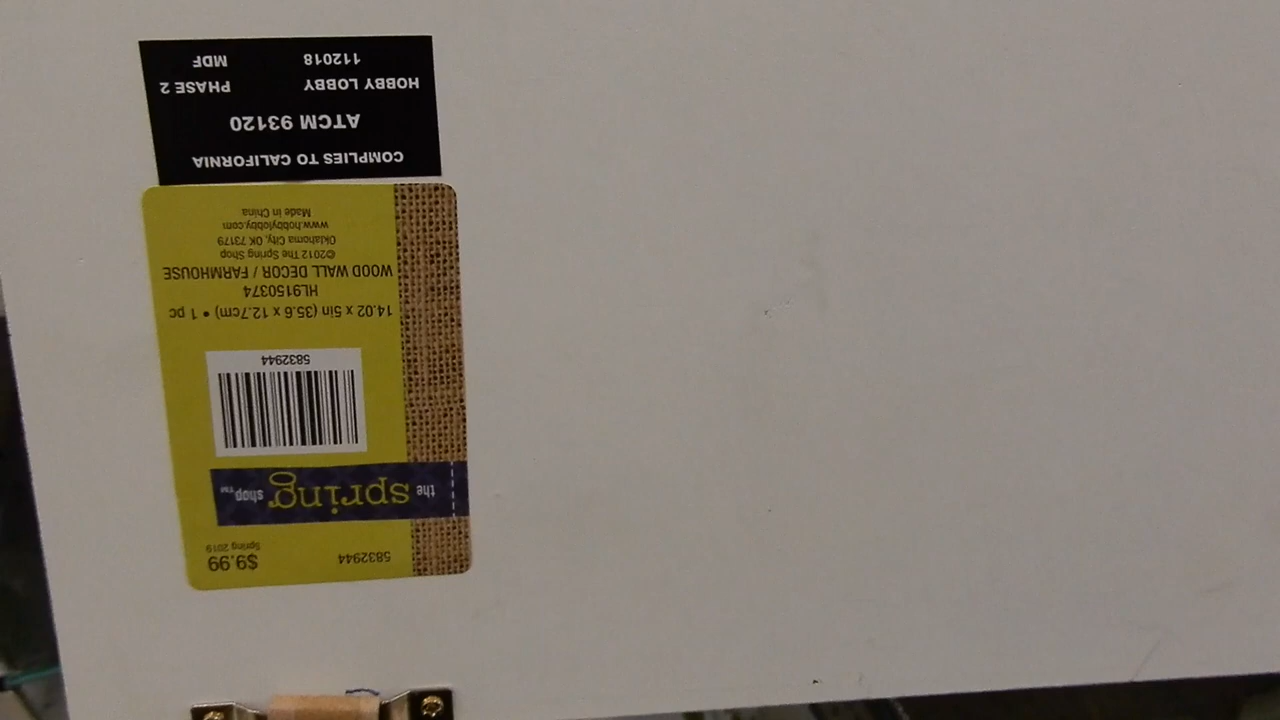 5832944 $9.99
Spring 2019
the spring shop™
5832944
14.02 x 5in (35.6 x 12.7cm) • 1 pc
HL9150374
WOOD WALL DECOR / FARMHOUSE
©2012 The Spring Shop
Oklahoma City, OK 73179
www.hobbylobby.com
Made in China
COMPLIES TO CALIFORNIA
ATCM 93120
HOBBY LOBBY PHASE 2
112018 MDF